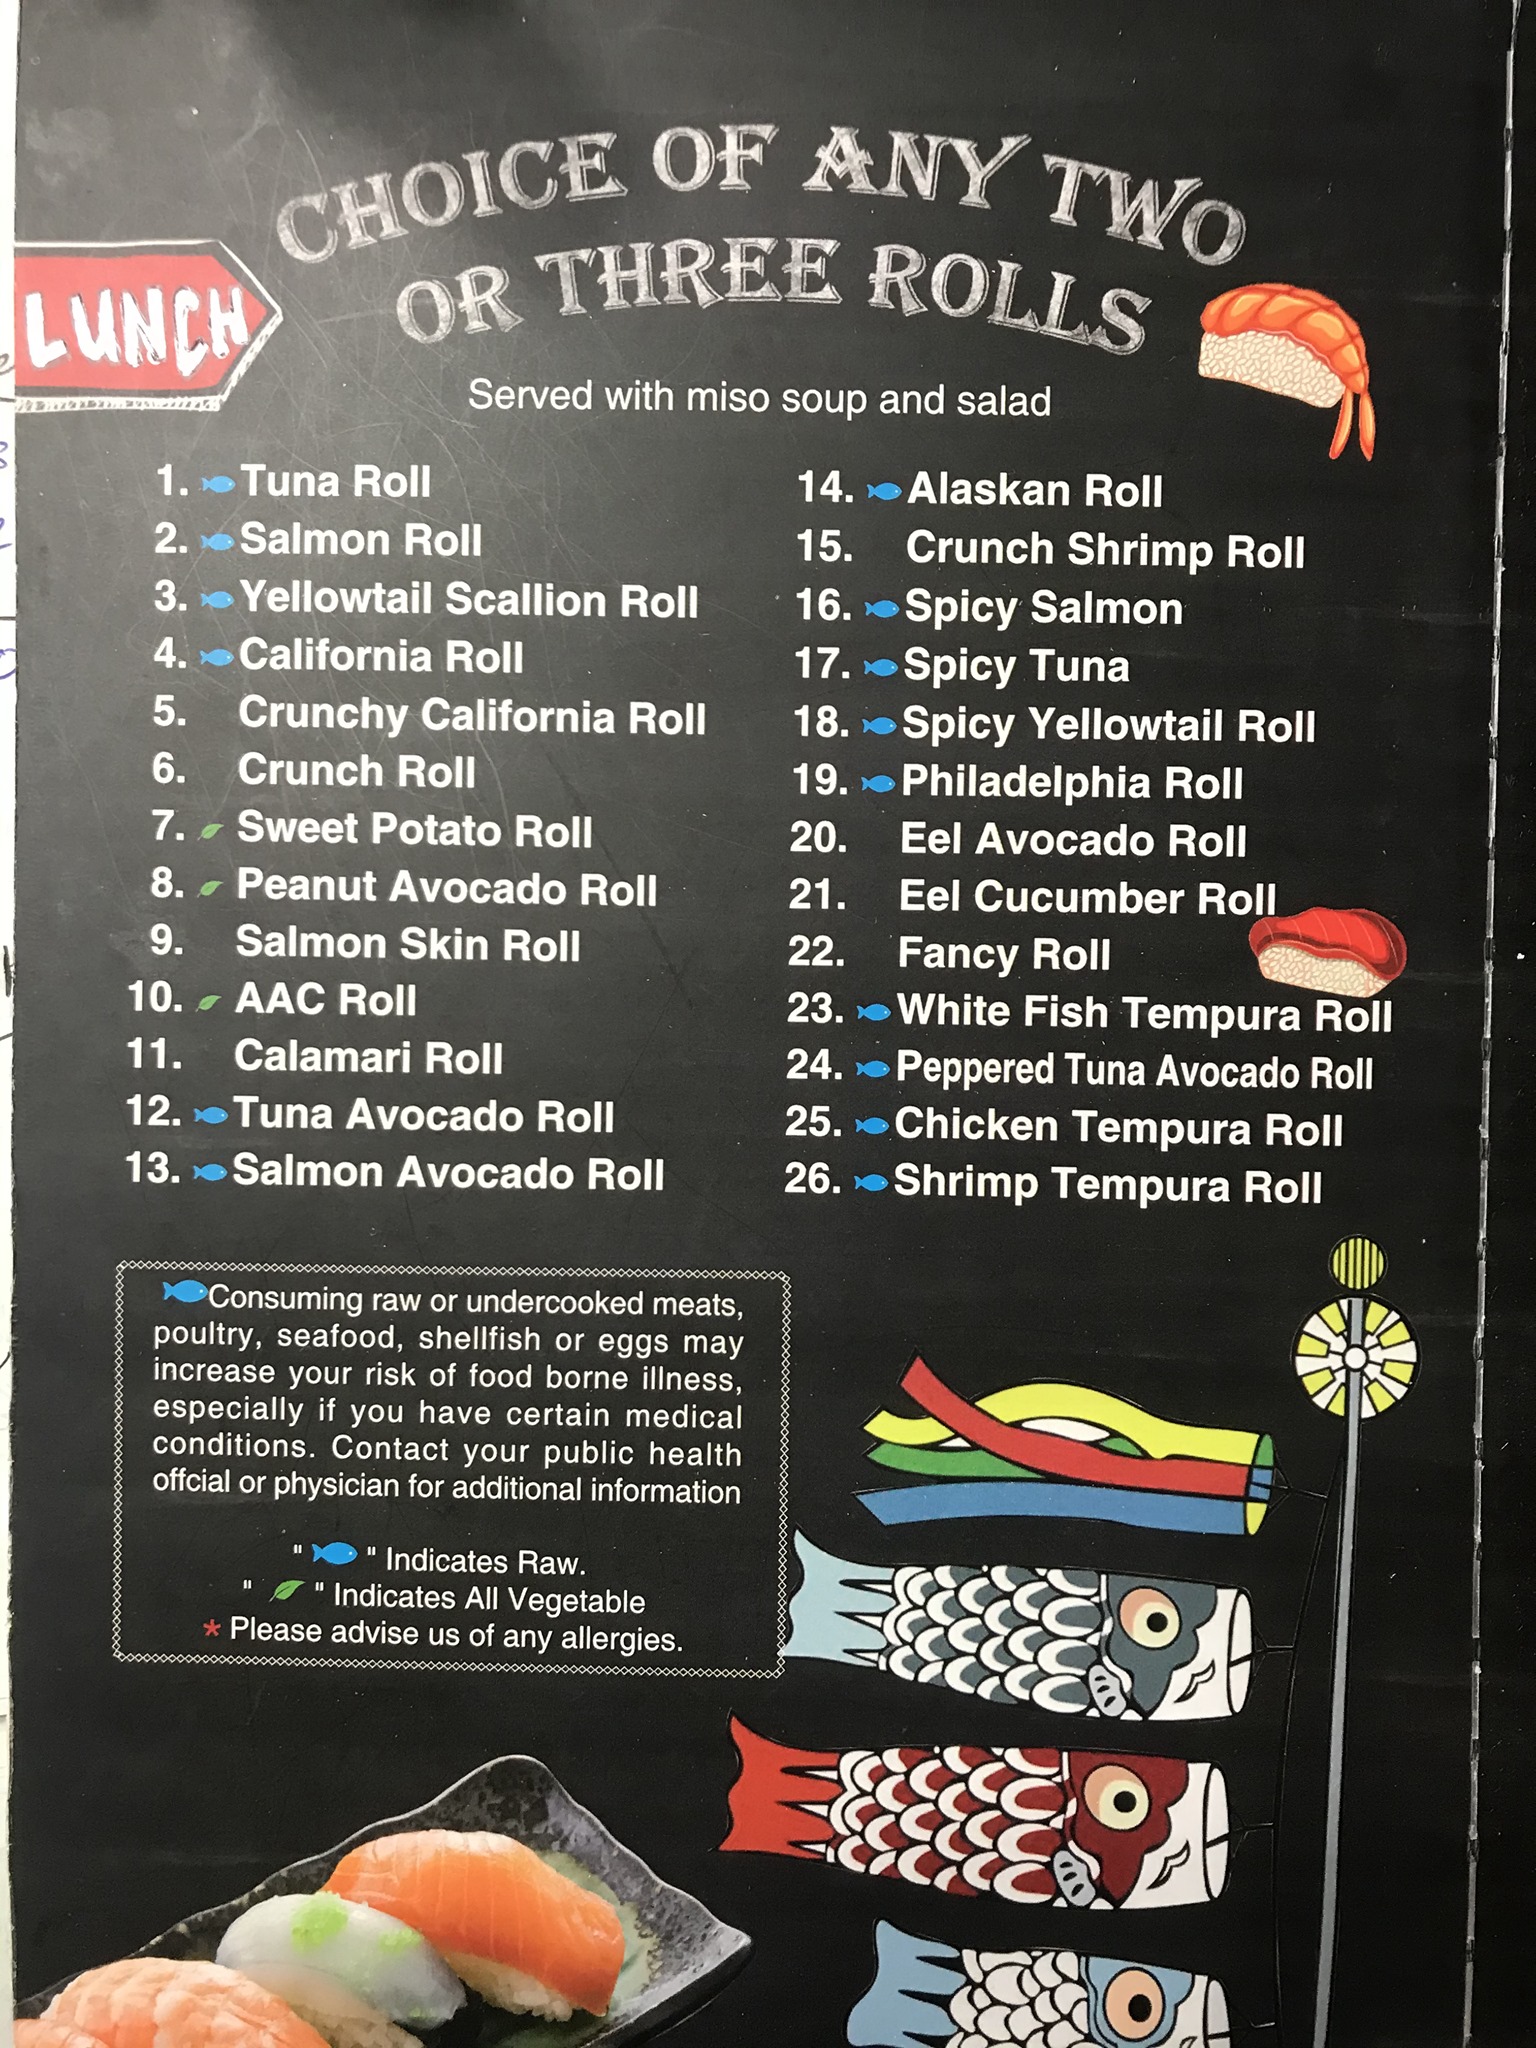 CHOICE OF ANY TWO
OR THREE ROLLS
LUNCH
Served with miso soup and salad
1. Tuna Roll
2. Salmon Roll
3. Yellowtail Scallion Roll
4. California Roll
5. Crunchy California Roll
6. Crunch Roll
7. Sweet Potato Roll
8. Peanut Avocado Roll
9. Salmon Skin Roll
10. AAC Roll
11. Calamari Roll
12. Tuna Avocado Roll
13. Salmon Avocado Roll
14. Alaskan Roll
15. Crunch Shrimp Roll
16. Spicy Salmon
17. Spicy Tuna
18. Spicy Yellowtail Roll
19. Philadelphia Roll
20. Eel Avocado Roll
21. Eel Cucumber Roll
22. Fancy Roll
23. White Fish Tempura Roll
24. Peppered Tuna Avocado Roll
25. Chicken Tempura Roll
26. Shrimp Tempura Roll
Consuming raw or undercooked meats,
poultry, seafood, shellfish or eggs may
increase your risk of food borne illness,
especially if you have certain medical
conditions. Contact your public health
offcial or physician for additional information
" " Indicates Raw.
" " Indicates All Vegetable
* Please advise us of any allergies.